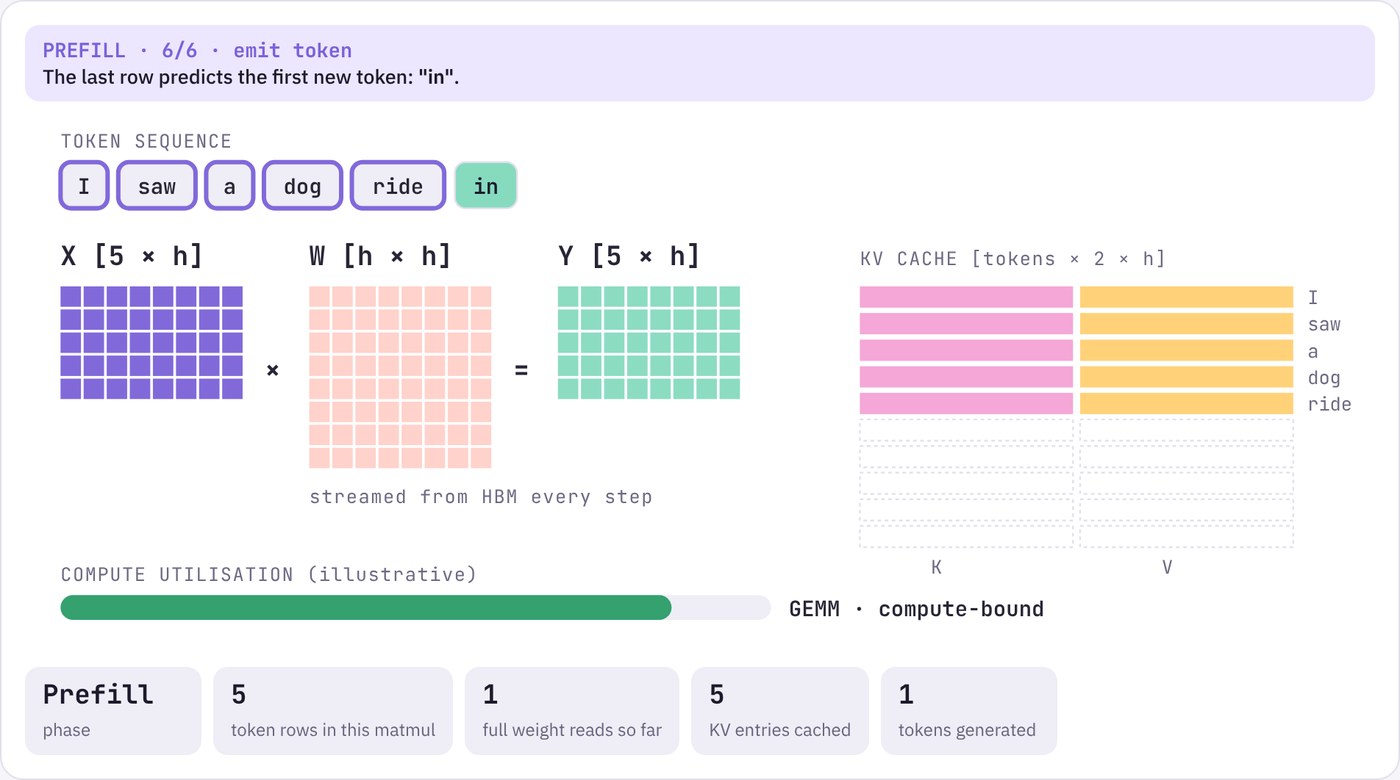 PREFILL · 6/6 · emit token
The last row predicts the first new token: "in".
TOKEN SEQUENCE
I saw a dog ride in
X [5 × h] W [h × h] Y [5 × h]
× =
streamed from HBM every step
KV CACHE [tokens × 2 × h]
I
saw
a
dog
ride
K V
COMPUTE UTILISATION (illustrative)
GEMM · compute-bound
Prefill
phase
5
token rows in this matmul
1
full weight reads so far
5
KV entries cached
1
tokens generated